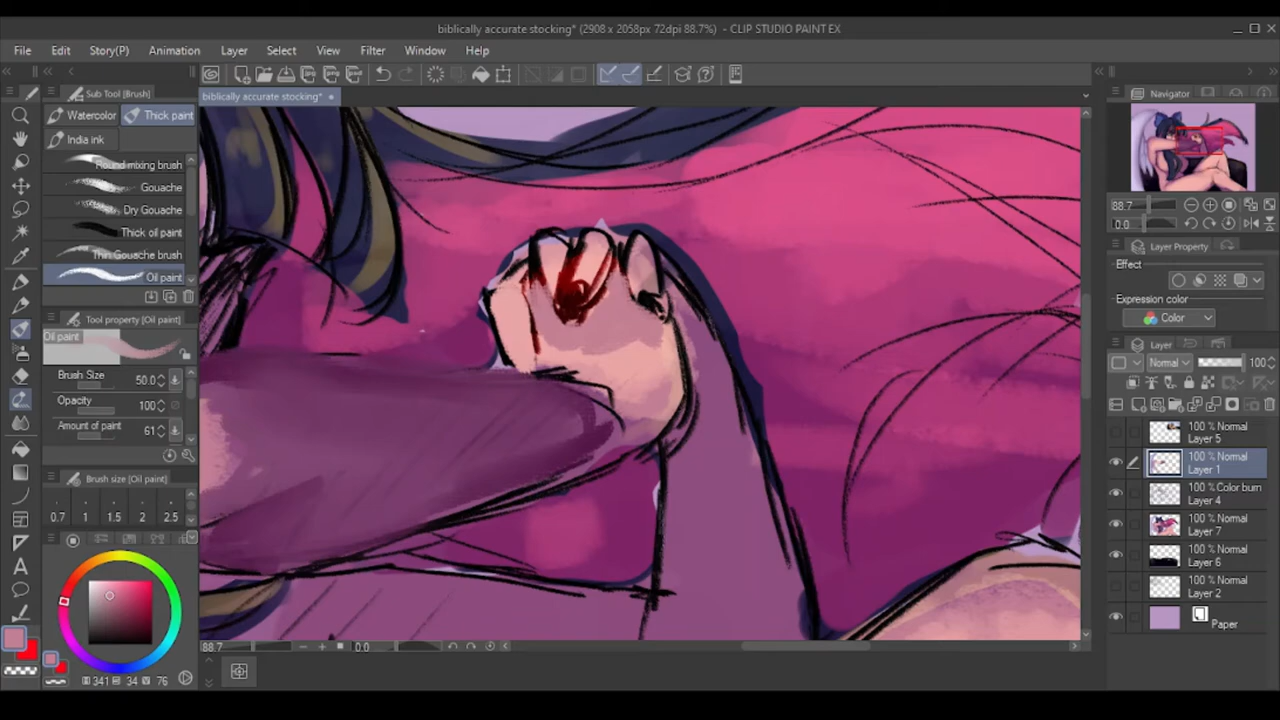 biblically accurate stocking* (2908 x 2058px 72dpi 88.7%) - CLIP STUDIO PAINT EX
File Edit Story(P) Animation Layer Select View Filter Window Help
Sub Tool [Brush]
biblically accurate stocking*
Navigator
Watercolor
Thick paint
India ink
Round mixing brush
Gouache
Dry Gouache
Thick oil paint
Thin Gouache brush
Oil paint
88.7
0.0
Layer Property
Effect
Expression color
Color
Tool property [Oil paint]
Oil paint
Brush Size 50.0
Opacity 100
Amount of paint 61
Layer
Normal 100
100 % Normal
Layer 5
100 % Normal
Layer 1
100 % Color burn
Layer 4
100 % Normal
Layer 7
100 % Normal
Layer 6
100 % Normal
Layer 2
Paper
Brush size [Oil paint]
0.7 1 1.5 2 2.5
88.7 0.0
H 341 S 34 V 76